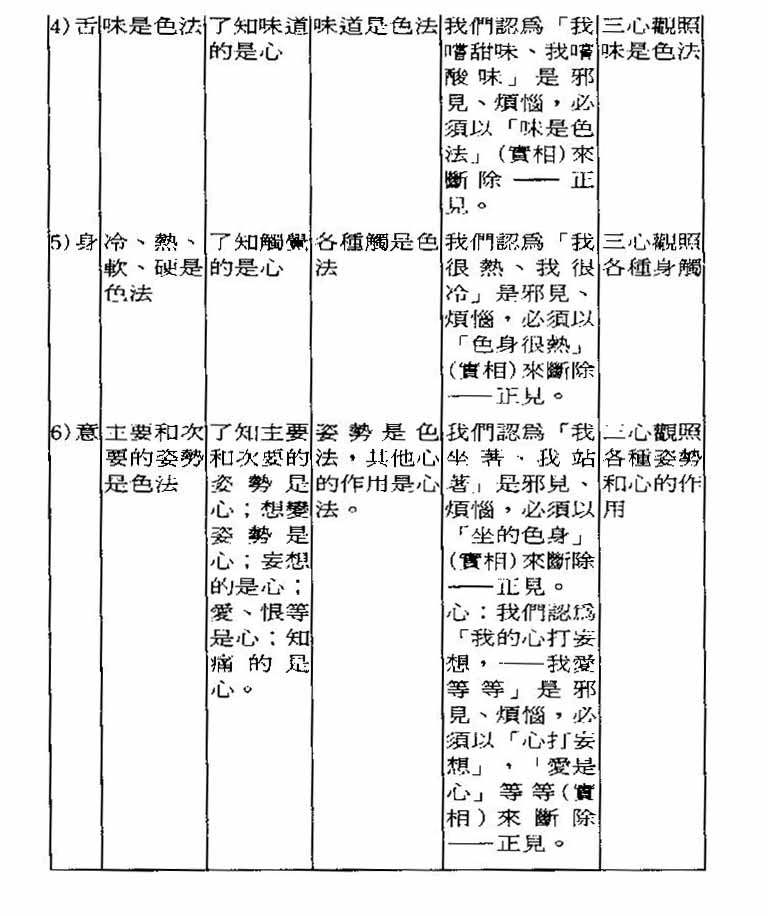 4)舌
味是色法
了知味道
的是心
味道是色法
我們認爲「我
嚐甜味、我嚐
酸味」是邪
見、煩惱，必
須以「味是色
法」(實相)來
斷除──正
見。
三心觀照
味是色法
5)身
冷、熱、
軟、硬是
色法
了知觸覺
的是心
各種觸是色
法
我們認爲「我
很熱、我很
冷」是邪見、
煩惱，必須以
「色身很熱」
(實相)來斷除
──正見。
三心觀照
各種身觸
6)意
主要和次
要的姿勢
是色法
了知主要
和次要的
姿勢是
心；想變
姿勢是
心；妄想
的是心；
愛、恨等
是心；知
痛的是
心。
姿勢是色
法，其他心
的作用是心
法。
我們認爲「我
坐著、我站
著」是邪見、
煩惱，必須以
「坐的色身」
(實相)來斷除
──正見。
心：我們認爲
「我的心打妄
想，──我愛
等等」是邪
見、煩惱，必
須以「心打妄
想」，「愛是
心」等等(實
相)來斷除
──正見。
三心觀照
各種姿勢
和心的作
用